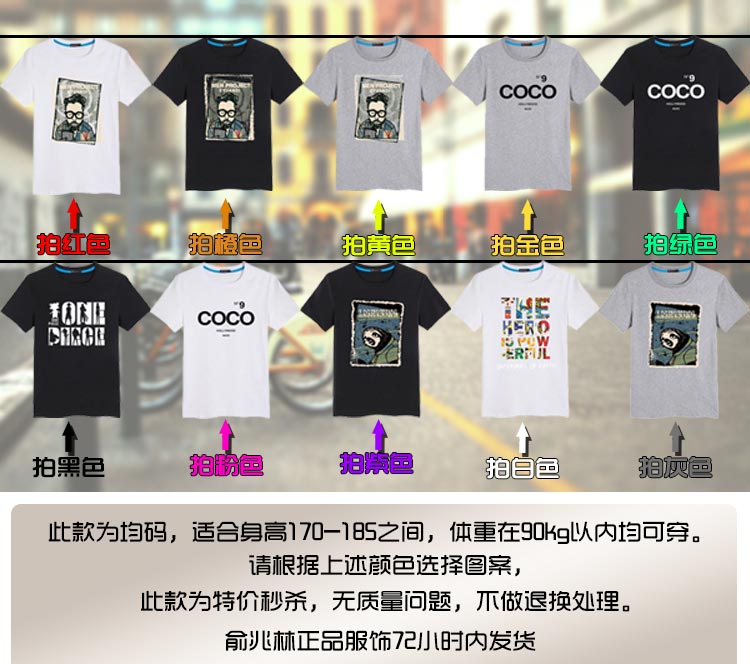 MEN PROJECT
MEN PROJECT
MEN PROJECT
N°9
COCO
N°9
COCO
拍红色
拍橙色
拍黄色
拍金色
拍绿色
N°9
COCO
THE
HERO
IS POW
ERFUL
拍黑色
拍粉色
拍紫色
拍白色
拍灰色
此款为均码，适合身高170-185之间，体重在90kg以内均可穿。
请根据上述颜色选择图案，
此款为特价秒杀，无质量问题，不做退换处理。
俞兆林正品服饰72小时内发货